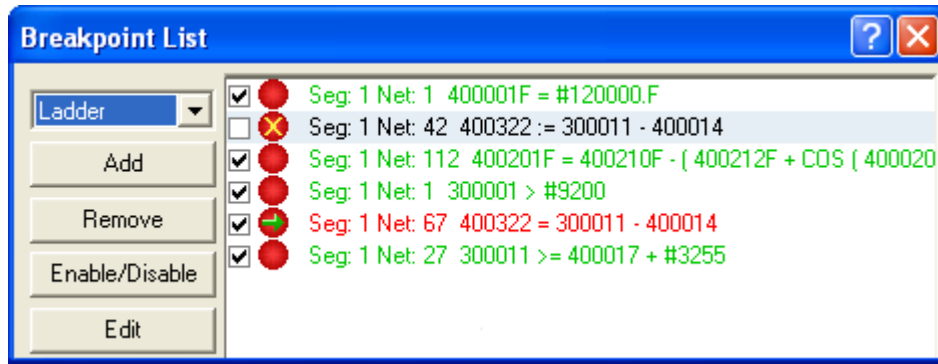 Breakpoint List
?
Ladder
Add
Remove
Enable/Disable
Edit
Seg: 1 Net: 1 400001F = #120000.F
Seg: 1 Net: 42 400322 := 300011 - 400014
Seg: 1 Net: 112 400201F = 400210F - ( 400212F + COS ( 400020
Seg: 1 Net: 1 300001 > #9200
Seg: 1 Net: 67 400322 = 300011 - 400014
Seg: 1 Net: 27 300011 >= 400017 + #3255